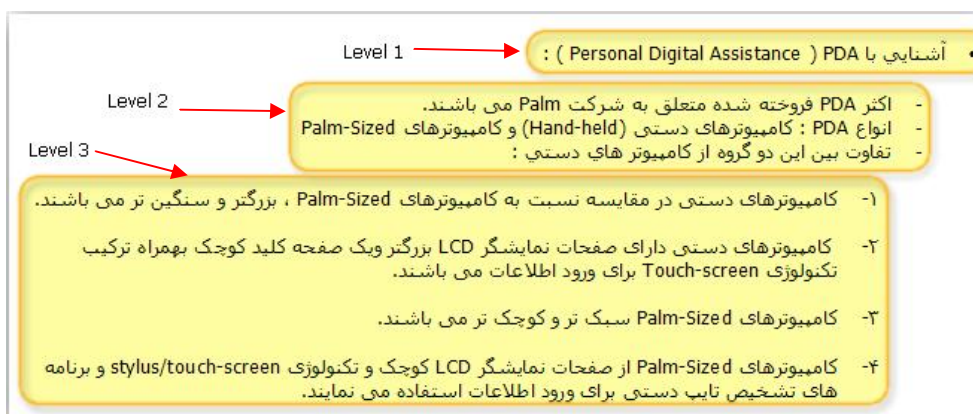 Level 1
• آشنايي با PDA ( Personal Digital Assistance ) :
Level 2
- اکثر PDA فروخته شده متعلق به شرکت Palm می باشند.
- انواع PDA : کامپیوترهای دستی (Hand-held) و کامپیوترهای Palm-Sized
- تفاوت بین این دو گروه از کامپیوتر هاي دستي :
Level 3
۱- کامپیوترهای دستی در مقایسه نسبت به کامپیوترهای Palm-Sized ، بزرگتر و سنگین تر می باشند.
۲- کامپیوترهای دستی دارای صفحات نمایشگر LCD بزرگتر ویک صفحه کلید کوچک بهمراه ترکیب
تکنولوژی Touch-screen برای ورود اطلاعات می باشند.
۳- کامپیوترهای Palm-Sized سبک تر و کوچک تر می باشند.
۴- کامپیوترهای Palm-Sized از صفحات نمایشگر LCD کوچک و تکنولوژی stylus/touch-screen و برنامه
های تشخیص تایپ دستی برای ورود اطلاعات استفاده می نمایند.